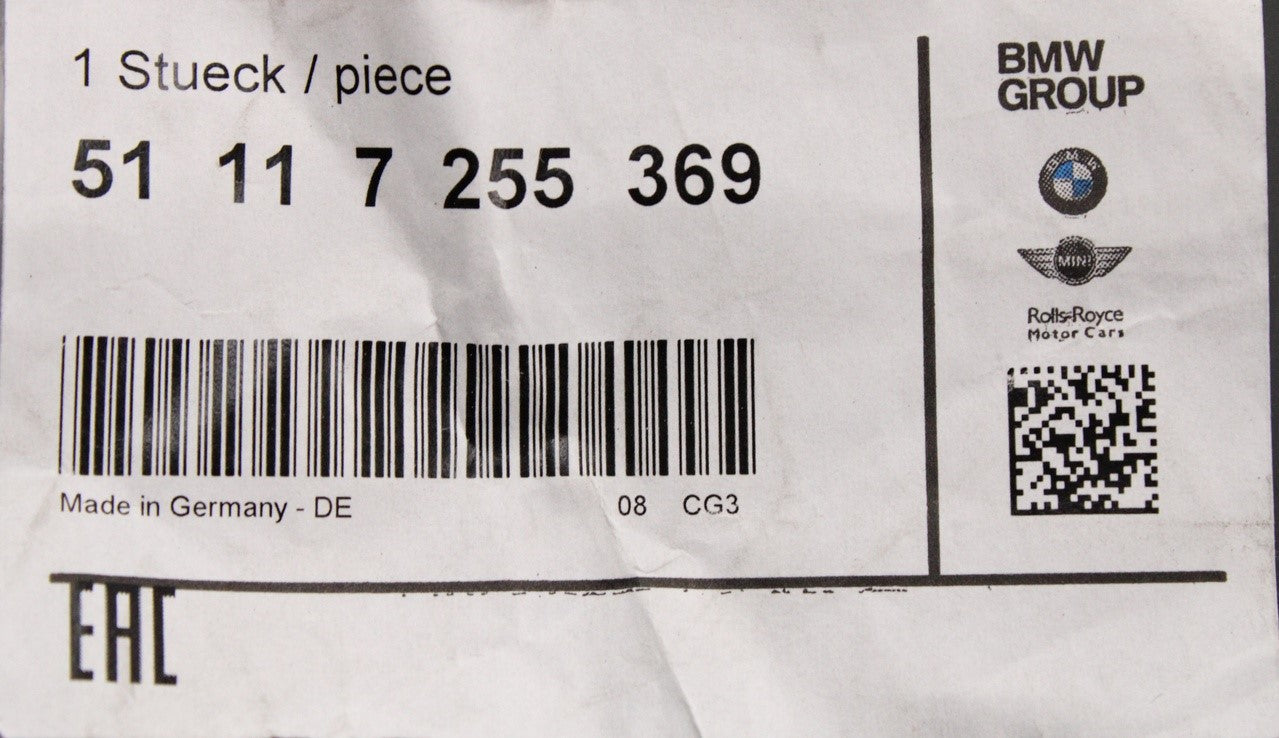 1 Stueck / piece
51 11 7 255 369
Made in Germany - DE 08 CG3
EAC
BMW
GROUP
BMW
MINI
Rolls-Royce
Motor Cars